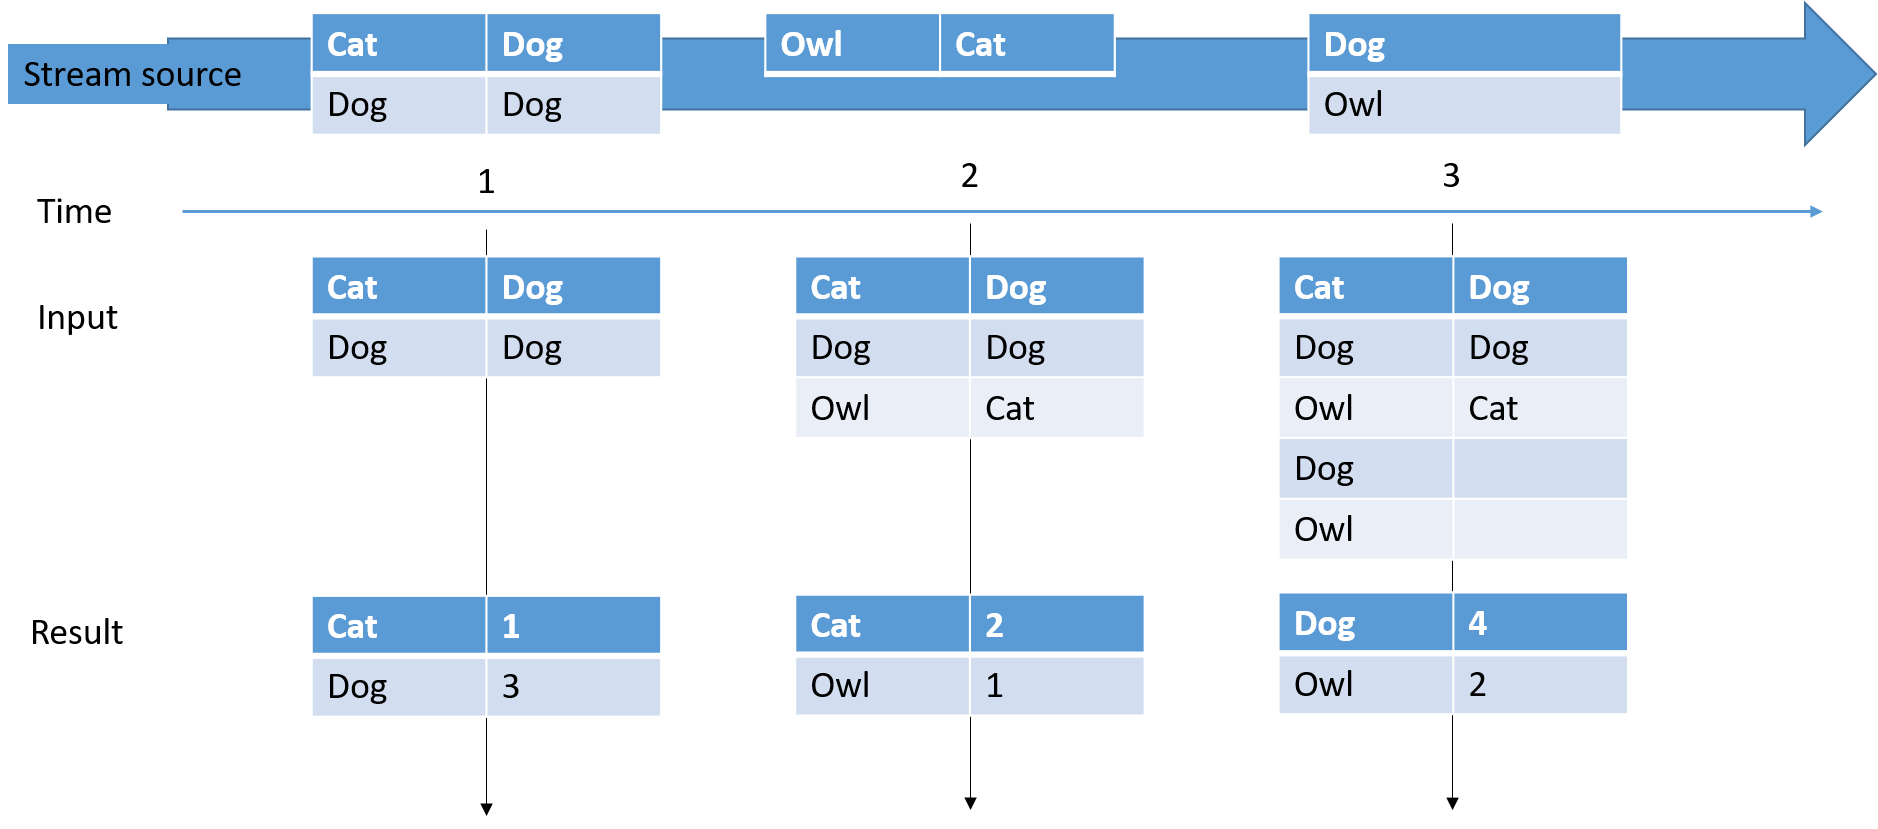 Cat Dog Owl Cat Dog
Stream source
Dog Dog Owl
1 2 3
Time
Cat Dog Cat Dog Cat Dog
Input
Dog Dog Dog Dog Dog Dog
Owl Cat Owl Cat
Dog
Owl
Cat 1 Cat 2 Dog 4
Result
Dog 3 Owl 1 Owl 2